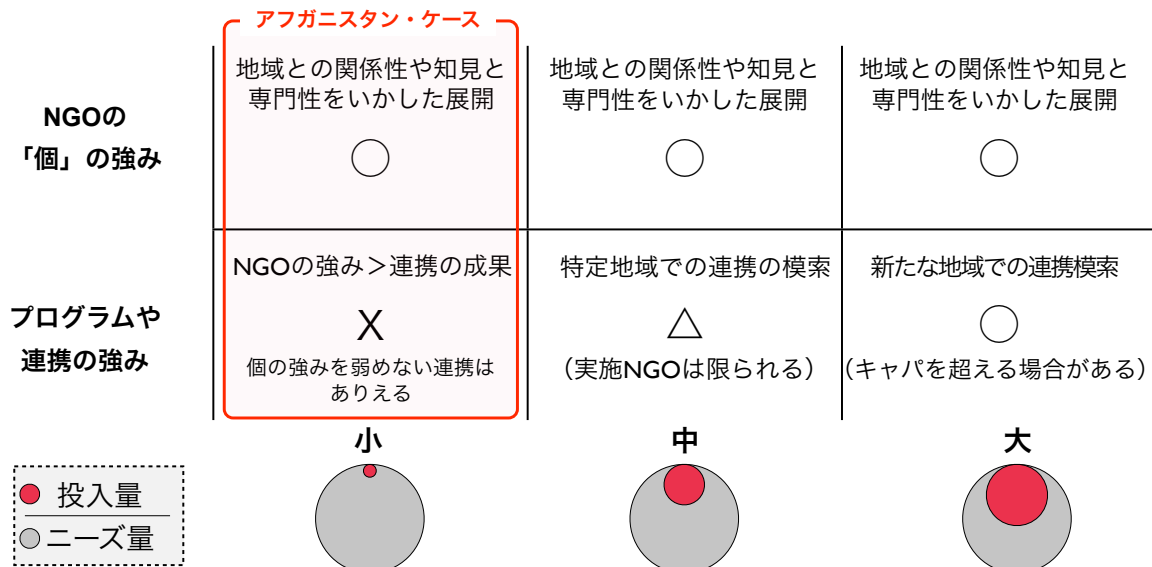 アフガニスタン・ケース
NGOの
「個」の強み
地域との関係性や知見と
専門性をいかした展開
○
地域との関係性や知見と
専門性をいかした展開
○
地域との関係性や知見と
専門性をいかした展開
○
プログラムや
連携の強み
NGOの強み＞連携の成果
X
個の強みを弱めない連携は
ありえる
特定地域での連携の模索
△
（実施NGOは限られる）
新たな地域での連携模索
○
（キャパを超える場合がある）
小
中
大
投入量
ニーズ量